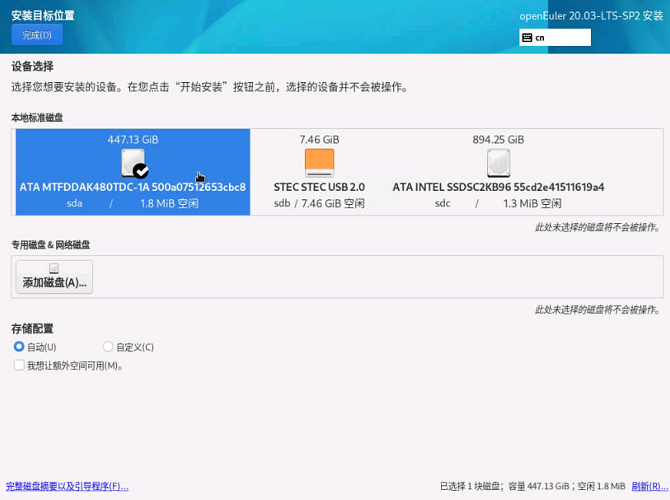 安装目标位置
openEuler 20.03-LTS-SP2 安装
完成(D)
cn
设备选择
选择您想要安装的设备。在您点击“开始安装”按钮之前，选择的设备并不会被操作。
本地标准磁盘
447.13 GiB
7.46 GiB
894.25 GiB
ATA MTFDDAK480TDC-1A 500a07512653cbc8
STEC STEC USB 2.0
ATA INTEL SSDSC2KB96 55cd2e41511619a4
sda / 1.8 MiB 空闲
sdb / 7.46 GiB 空闲
sdc / 1.3 MiB 空闲
此处未选择的磁盘将不会被操作。
专用磁盘 & 网络磁盘
添加磁盘(A)...
此处未选择的磁盘将不会被操作。
存储配置
自动(U)
自定义(C)
我想让额外空间可用(M)。
完整磁盘摘要以及引导程序(F)...
已选择 1 块磁盘；容量 447.13 GiB；空闲 1.8 MiB
刷新(R)...